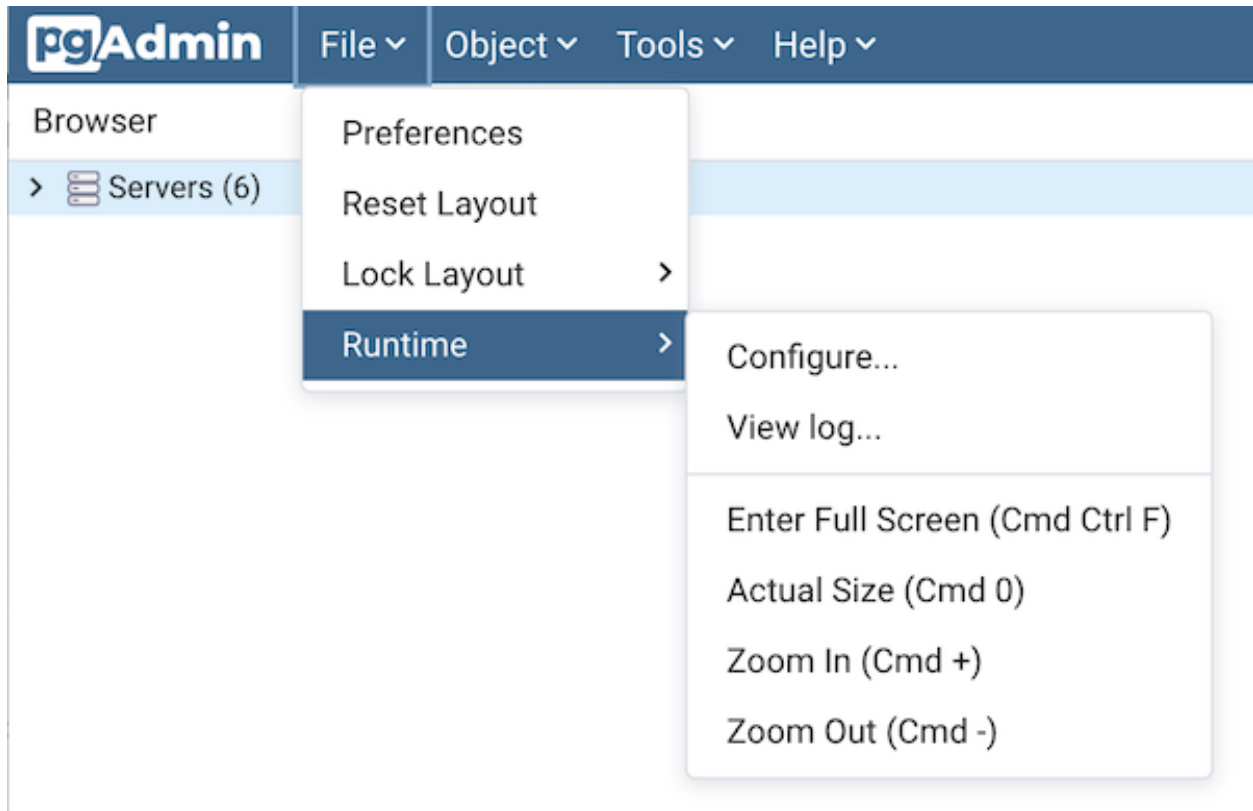 pgAdmin File Object Tools Help
Browser
Servers (6)
Preferences
Reset Layout
Lock Layout
Runtime
Configure...
View log...
Enter Full Screen (Cmd Ctrl F)
Actual Size (Cmd 0)
Zoom In (Cmd +)
Zoom Out (Cmd -)